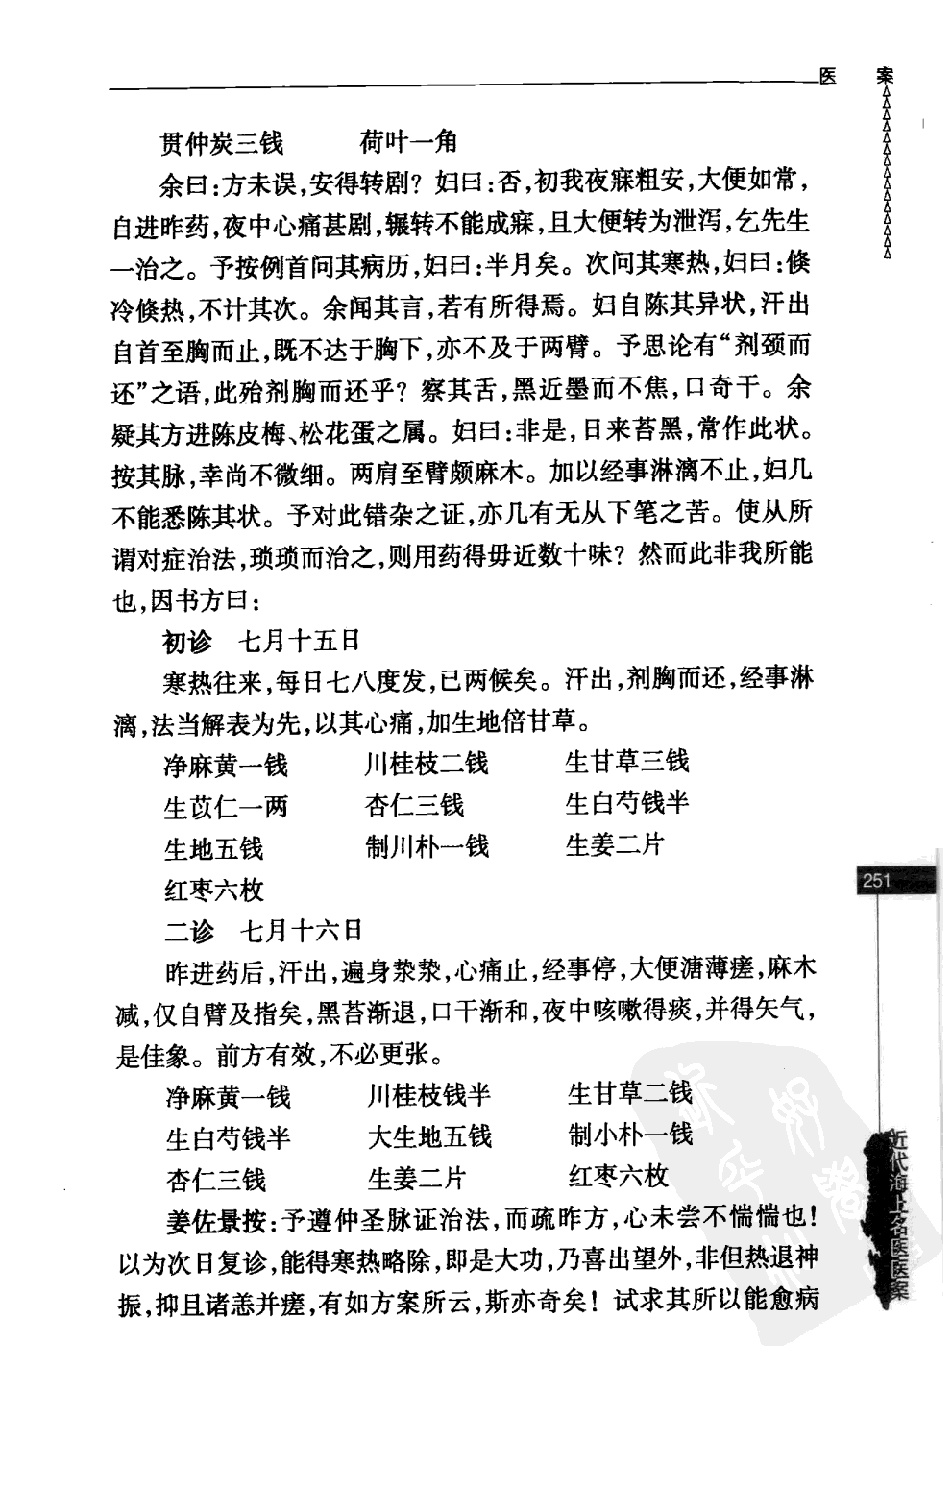 医 案
贯仲炭三钱 荷叶一角
余曰:方未误,安得转剧？妇曰:否,初我夜寐粗安,大便如常,
自进昨药,夜中心痛甚剧,辗转不能成寐,且大便转为泄泻,乞先生
一治之。予按例首问其病历,妇曰:半月矣。次问其寒热,妇曰:倏
冷倏热,不计其次。余闻其言,若有所得焉。妇自陈其异状,汗出
自首至胸而止,既不达于胸下,亦不及于两臂。予思论有“剂颈而
还”之语,此殆剂胸而还乎？察其舌,黑近墨而不焦,口奇干。余
疑其方进陈皮梅、松花蛋之属。妇曰:非是,日来苔黑,常作此状。
按其脉,幸尚不微细。两肩至臂颇麻木。加以经事淋漓不止,妇几
不能悉陈其状。予对此错杂之证,亦几有无从下笔之苦。使从所
谓对症治法,琐琐而治之,则用药得毋近数十味？然而此非我所能
也,因书方曰:
初诊 七月十五日
寒热往来,每日七八度发,已两候矣。汗出,剂胸而还,经事淋
漓,法当解表为先,以其心痛,加生地倍甘草。
净麻黄一钱 川桂枝二钱 生甘草三钱
生苡仁一两 杏仁三钱 生白芍钱半
生地五钱 制川朴一钱 生姜二片
红枣六枚
251
二诊 七月十六日
昨进药后,汗出,遍身漐漐,心痛止,经事停,大便溏薄瘥,麻木
减,仅自臂及指矣,黑苔渐退,口干渐和,夜中咳嗽得痰,并得矢气,
是佳象。前方有效,不必更张。
净麻黄一钱 川桂枝钱半 生甘草二钱
生白芍钱半 大生地五钱 制小朴一钱
杏仁三钱 生姜二片 红枣六枚
姜佐景按:予遵仲圣脉证治法,而疏昨方,心未尝不惴惴也！
以为次日复诊,能得寒热略除,即是大功,乃喜出望外,非但热退神
振,抑且诸恙并瘥,有如方案所云,斯亦奇矣！试求其所以能愈病
近代海上名医医案